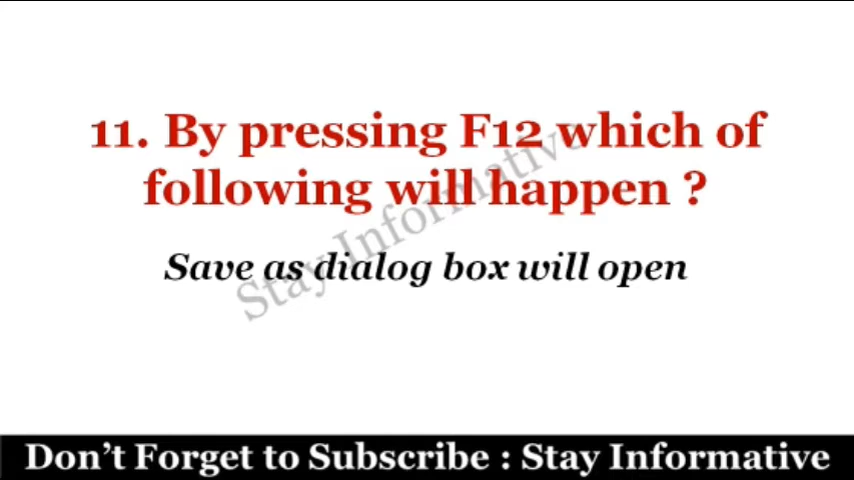 11. By pressing F12 which of
following will happen ?
Save as dialog box will open
Stay Informative
Don't Forget to Subscribe : Stay Informative